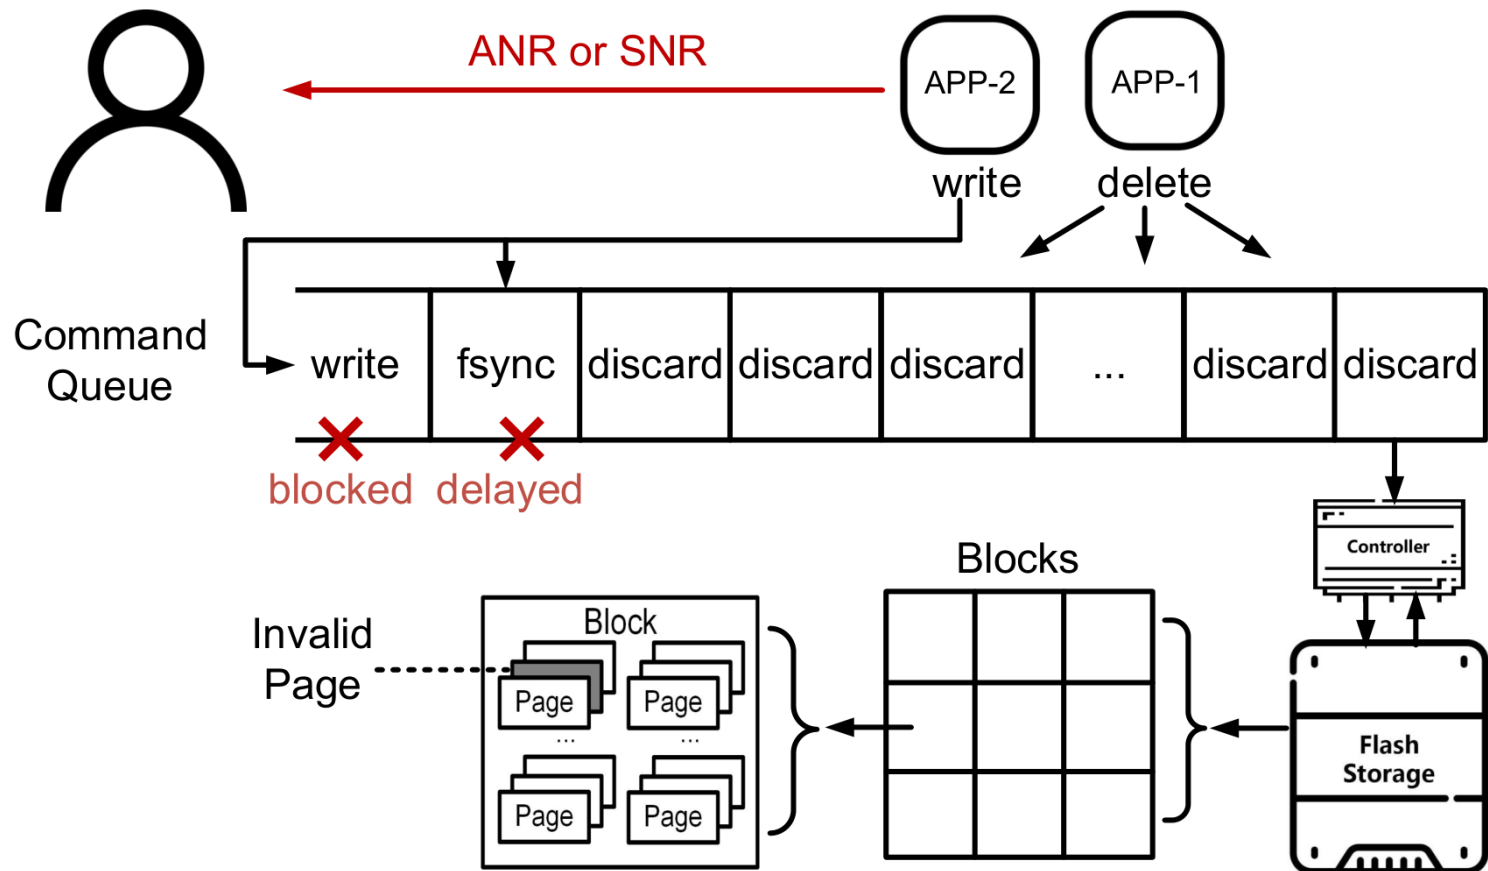 ANR or SNR
APP-2
APP-1
write
delete
Command
Queue
write
fsync
discard
discard
discard
...
discard
discard
blocked
delayed
Controller
Blocks
Block
Invalid
Page
Page
Page
...
...
Page
Page
Flash
Storage